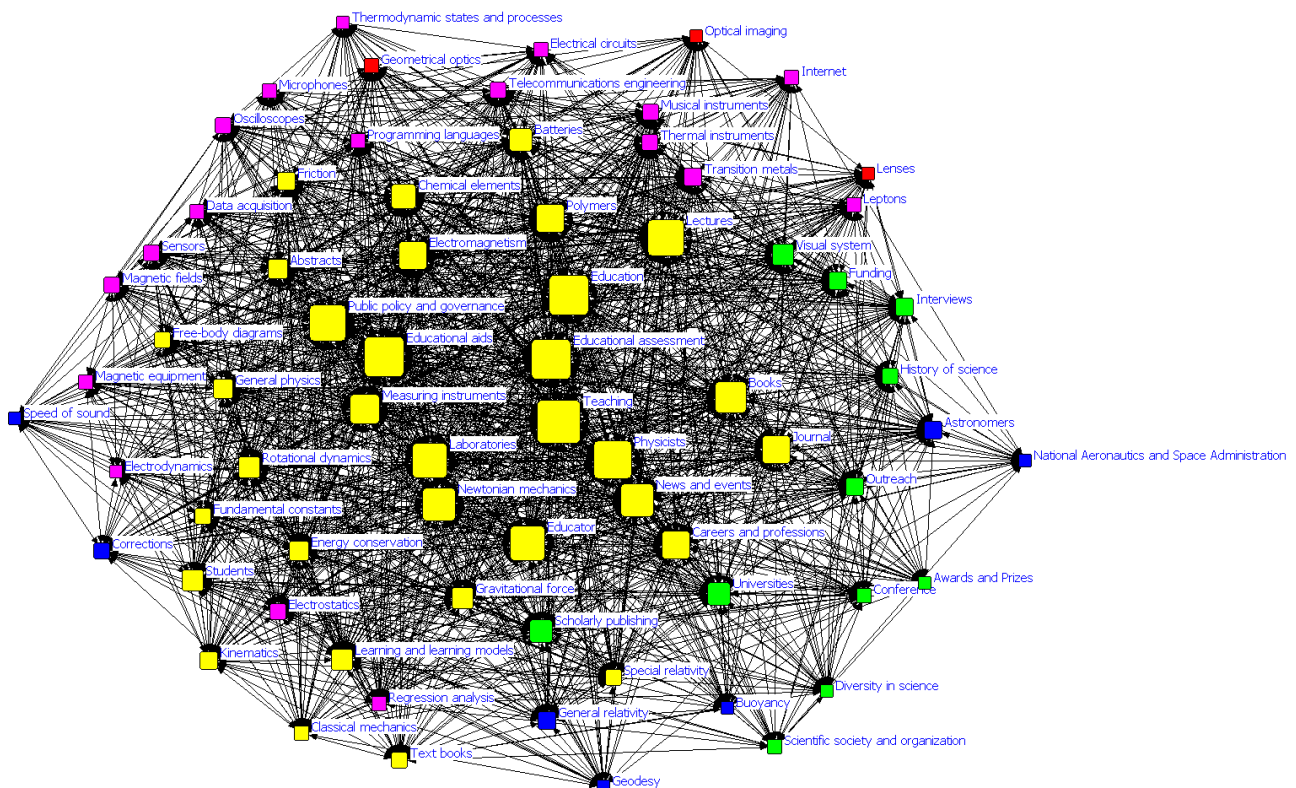 Thermodynamic states and processes
Optical imaging
Electrical circuits
Geometrical optics
Internet
Microphones
Telecommunications engineering
Musical instruments
Oscilloscopes
Programming languages
Batteries
Thermal instruments
Lenses
Transition metals
Friction
Chemical elements
Leptons
Data acquisition
Polymers
Lectures
Sensors
Electromagnetism
Visual system
Abstracts
Funding
Magnetic fields
Education
Interviews
Public policy and governance
Free-body diagrams
Educational aids
Educational assessment
History of science
Magnetic equipment
General physics
Books
Measuring instruments
Teaching
Speed of sound
Astronomers
Journal
Laboratories
Physicists
National Aeronautics and Space Administration
Rotational dynamics
Electrodynamics
Outreach
News and events
Newtonian mechanics
Fundamental constants
Educator
Careers and professions
Energy conservation
Corrections
Students
Awards and Prizes
Universities
Gravitational force
Conference
Electrostatics
Scholarly publishing
Kinematics
Learning and learning models
Special relativity
Diversity in science
Regression analysis
Buoyancy
General relativity
Classical mechanics
Scientific society and organization
Text books
Geodesy